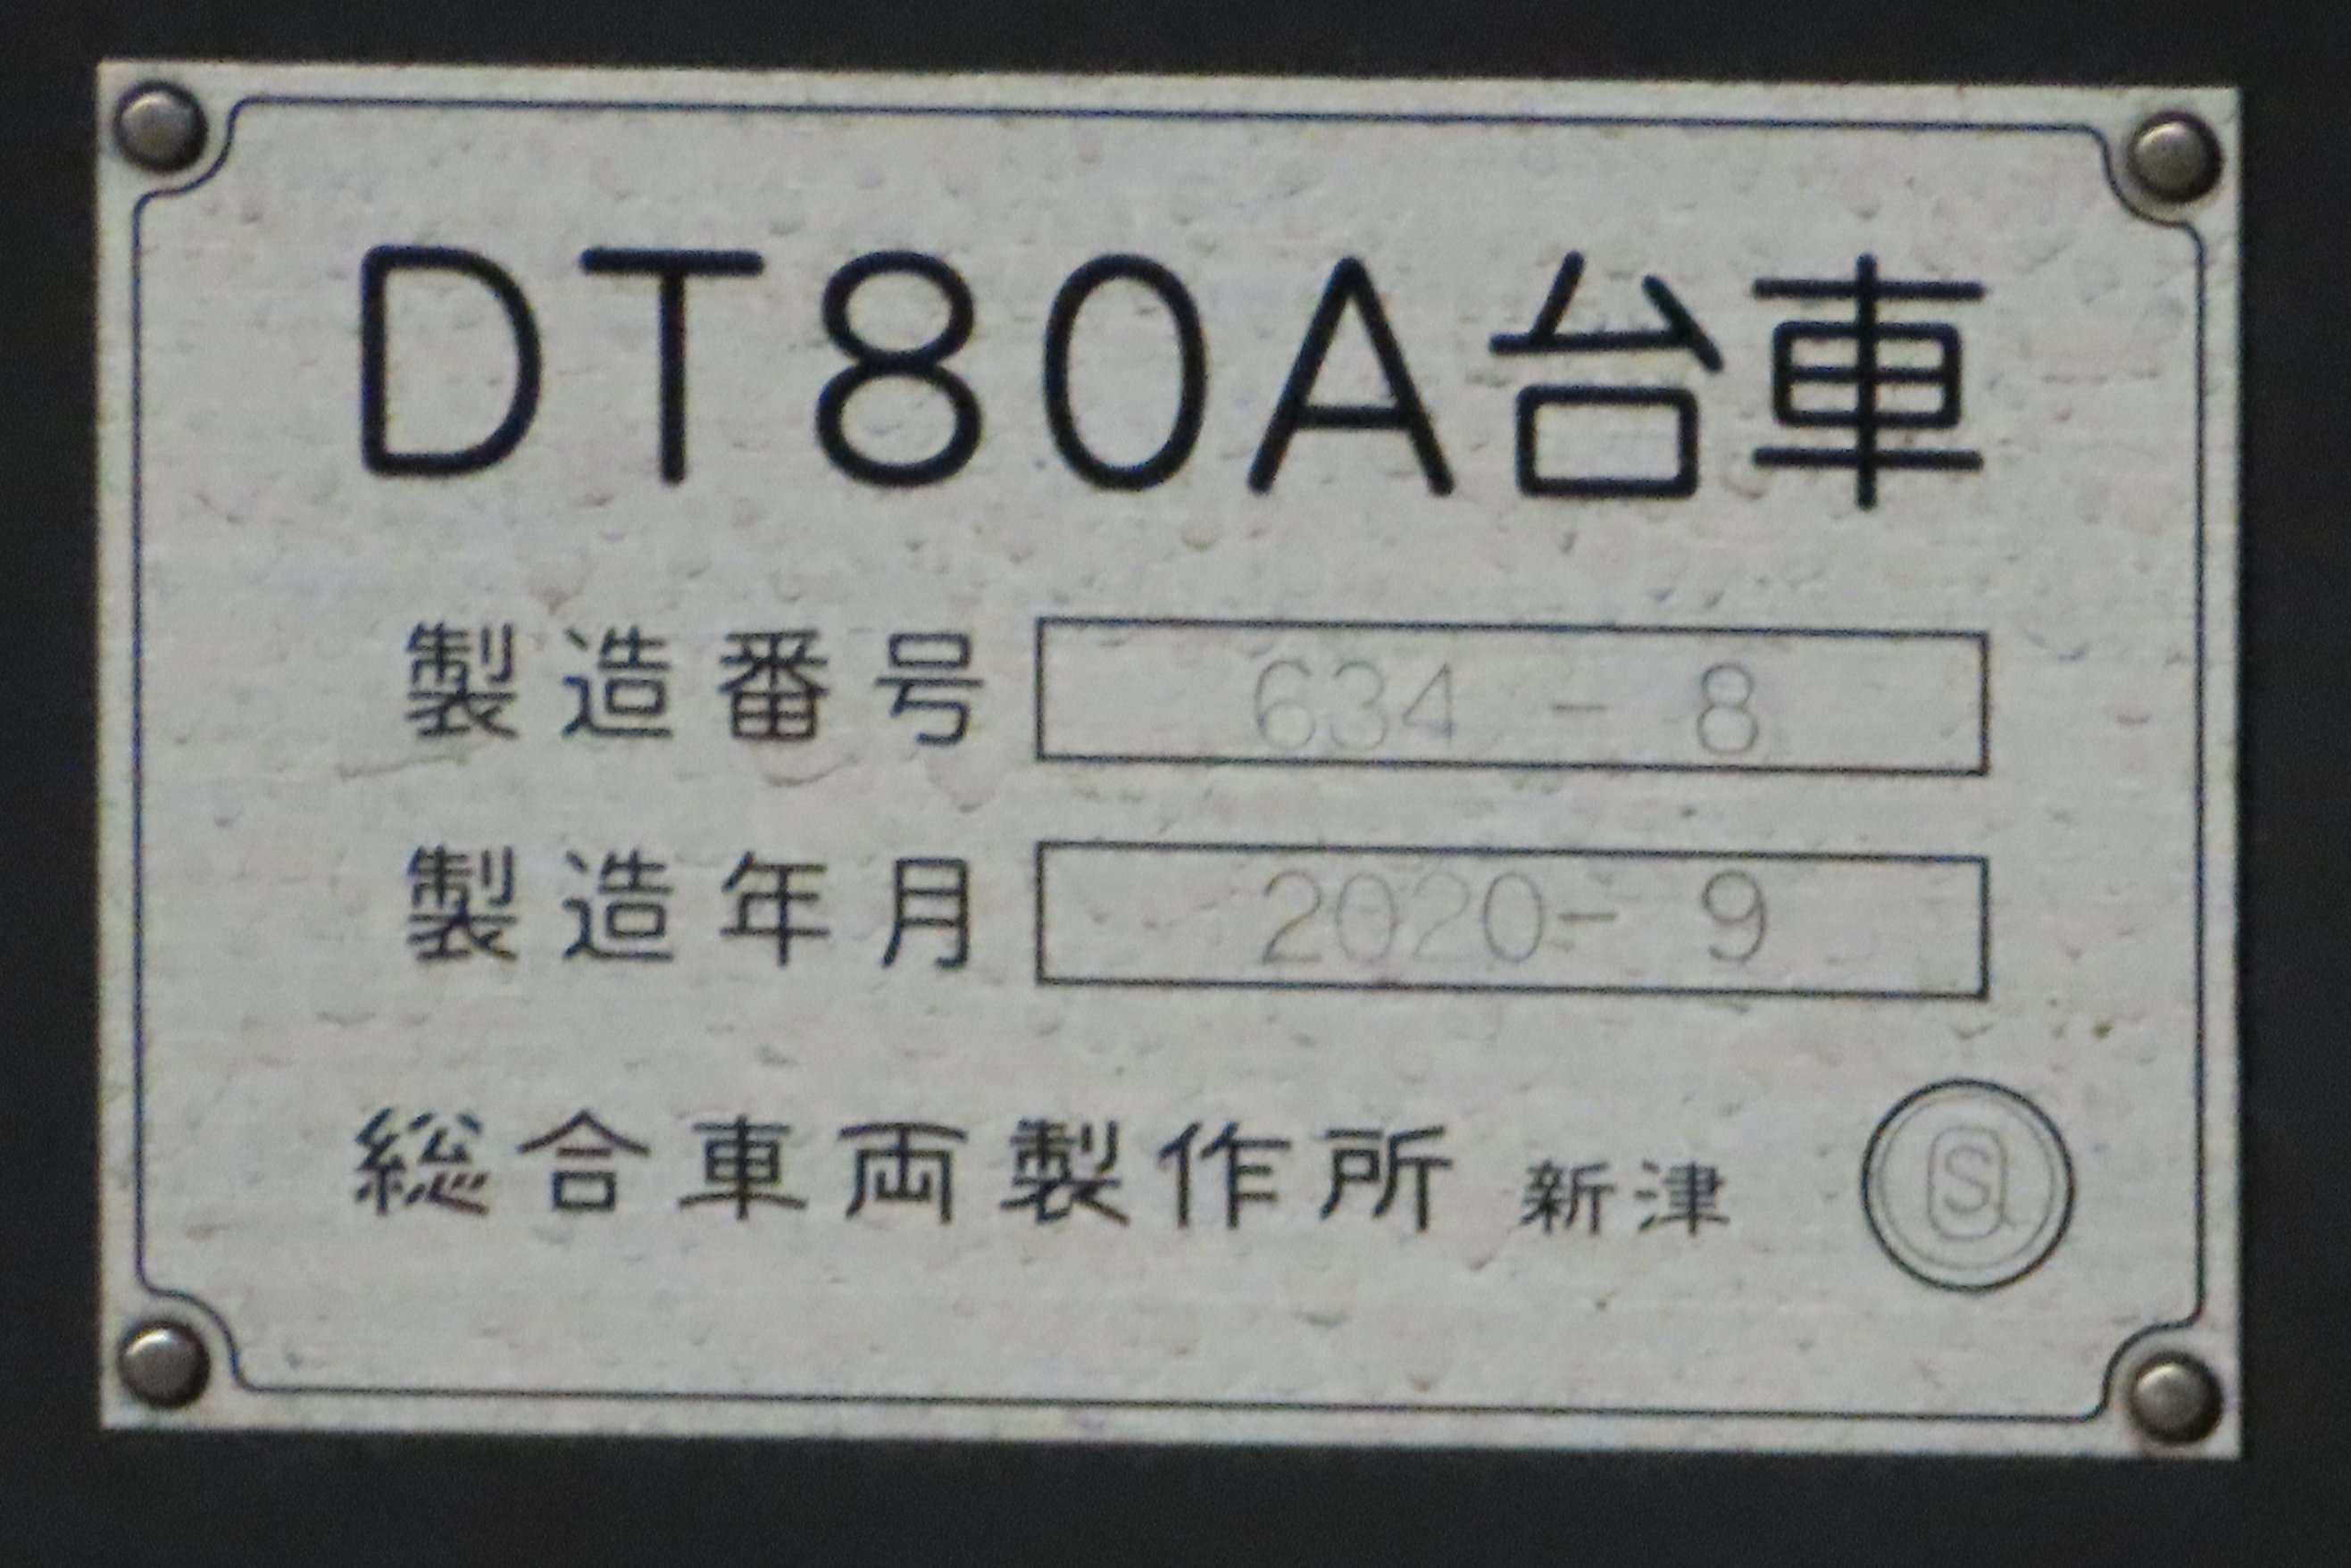 DT80A台車
製造番号 634 - 8
製造年月 2020- 9
総合車両製作所 新津 S